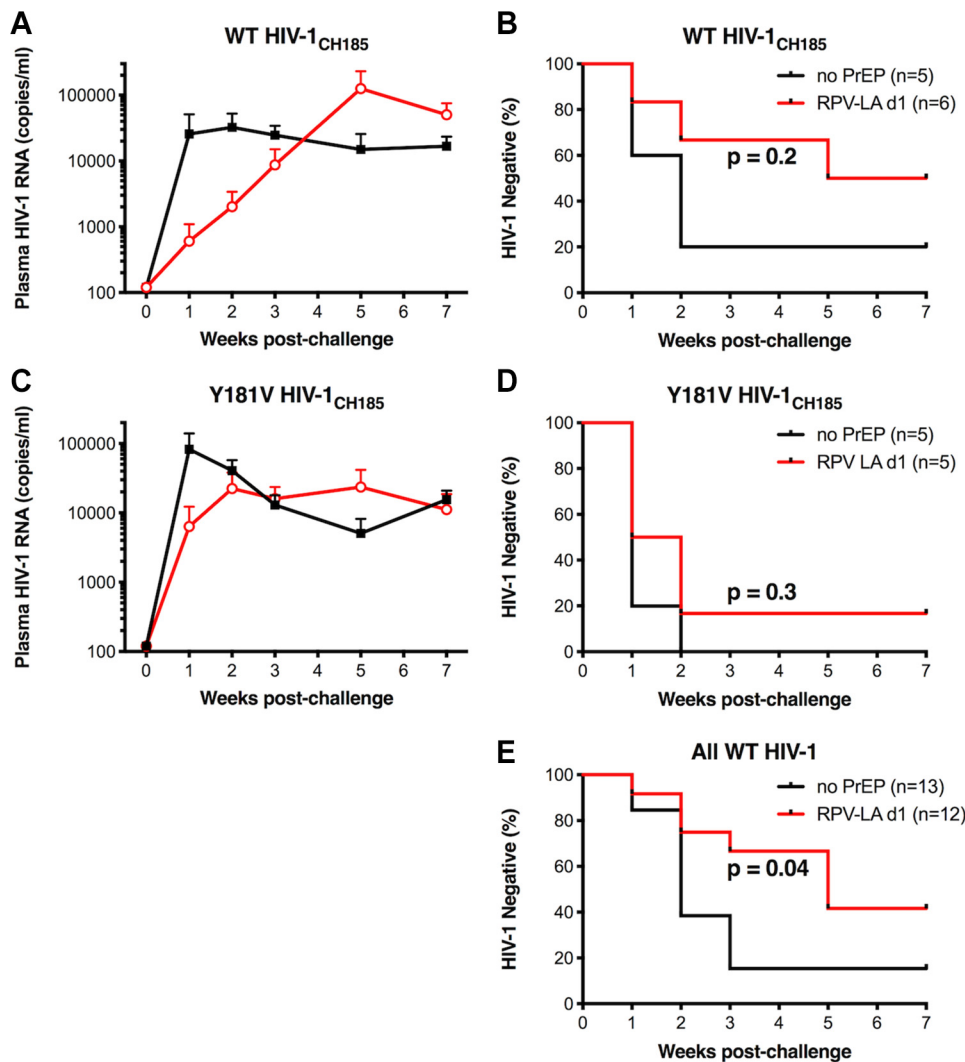 A
WT HIV-1CH185
Plasma HIV-1 RNA (copies/ml)
100000
10000
1000
100
0 1 2 3 4 5 6 7
Weeks post-challenge
B
WT HIV-1CH185
HIV-1 Negative (%)
100
80
60
40
20
0
no PrEP (n=5)
RPV-LA d1 (n=6)
p = 0.2
0 1 2 3 4 5 6 7
Weeks post-challenge
C
Y181V HIV-1CH185
Plasma HIV-1 RNA (copies/ml)
100000
10000
1000
100
0 1 2 3 4 5 6 7
Weeks post-challenge
D
Y181V HIV-1CH185
HIV-1 Negative (%)
100
80
60
40
20
0
no PrEP (n=5)
RPV LA d1 (n=5)
p = 0.3
0 1 2 3 4 5 6 7
Weeks post-challenge
E
All WT HIV-1
HIV-1 Negative (%)
100
80
60
40
20
0
no PrEP (n=13)
RPV-LA d1 (n=12)
p = 0.04
0 1 2 3 4 5 6 7
Weeks post-challenge